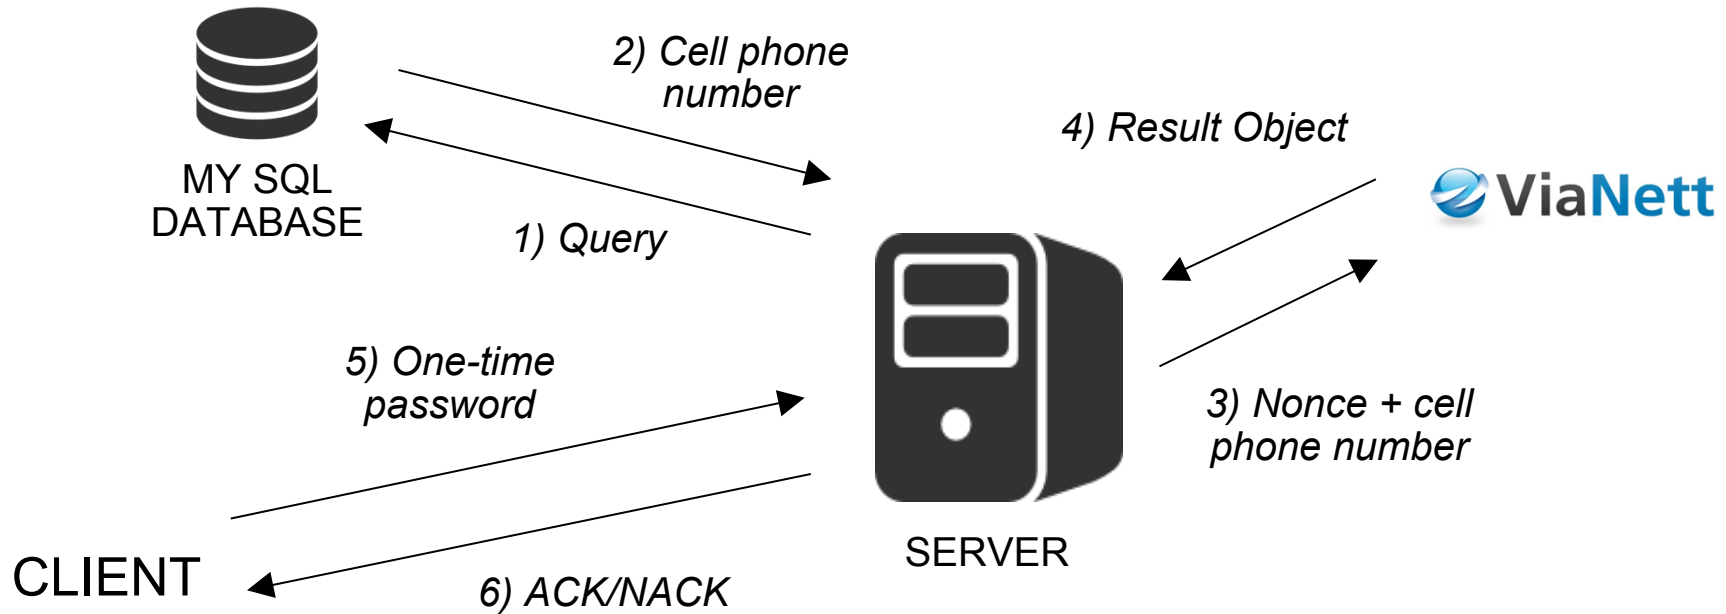 2) Cell phone
number
4) Result Object
MY SQL
DATABASE
ViaNett
1) Query
5) One-time
password
3) Nonce + cell
phone number
SERVER
CLIENT
6) ACK/NACK